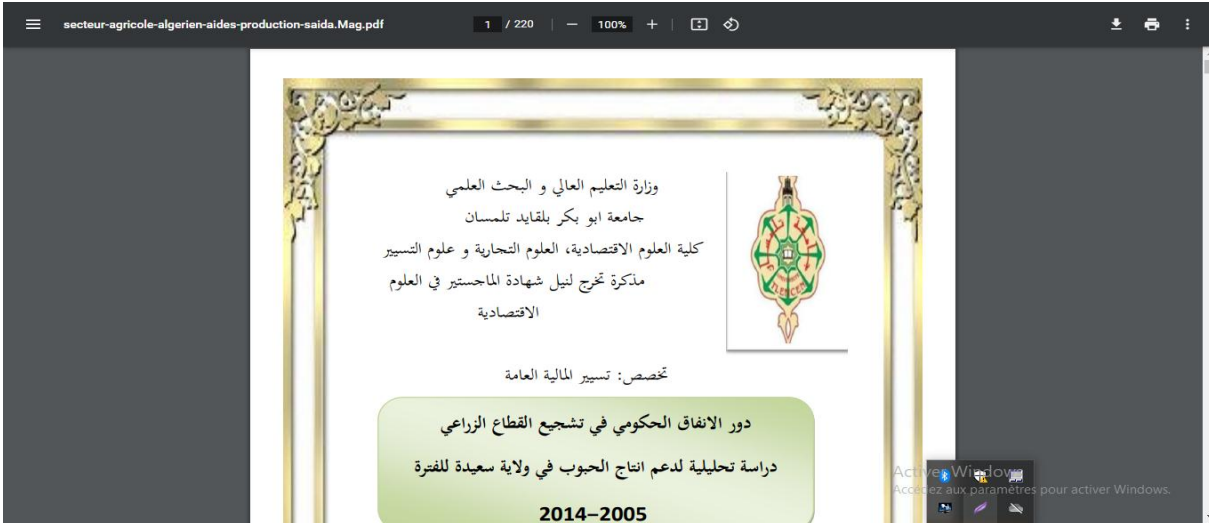 secteur-agricole-algerien-aides-production-saida.Mag.pdf
1 / 220
100%
وزارة التعليم العالي و البحث العلمي
جامعة ابو بكر بلقايد تلمسان
كلية العلوم الاقتصادية، العلوم التجارية و علوم التسيير
مذكرة تخرج لنيل شهادة الماجستير في العلوم
الاقتصادية
TLEMCEN
تخصص: تسيير المالية العامة
دور الانفاق الحكومي في تشجيع القطاع الزراعي
دراسة تحليلية لدعم انتاج الحبوب في ولاية سعيدة للفترة
2014–2005
Activer Windows
Accédez aux paramètres pour activer Windows.